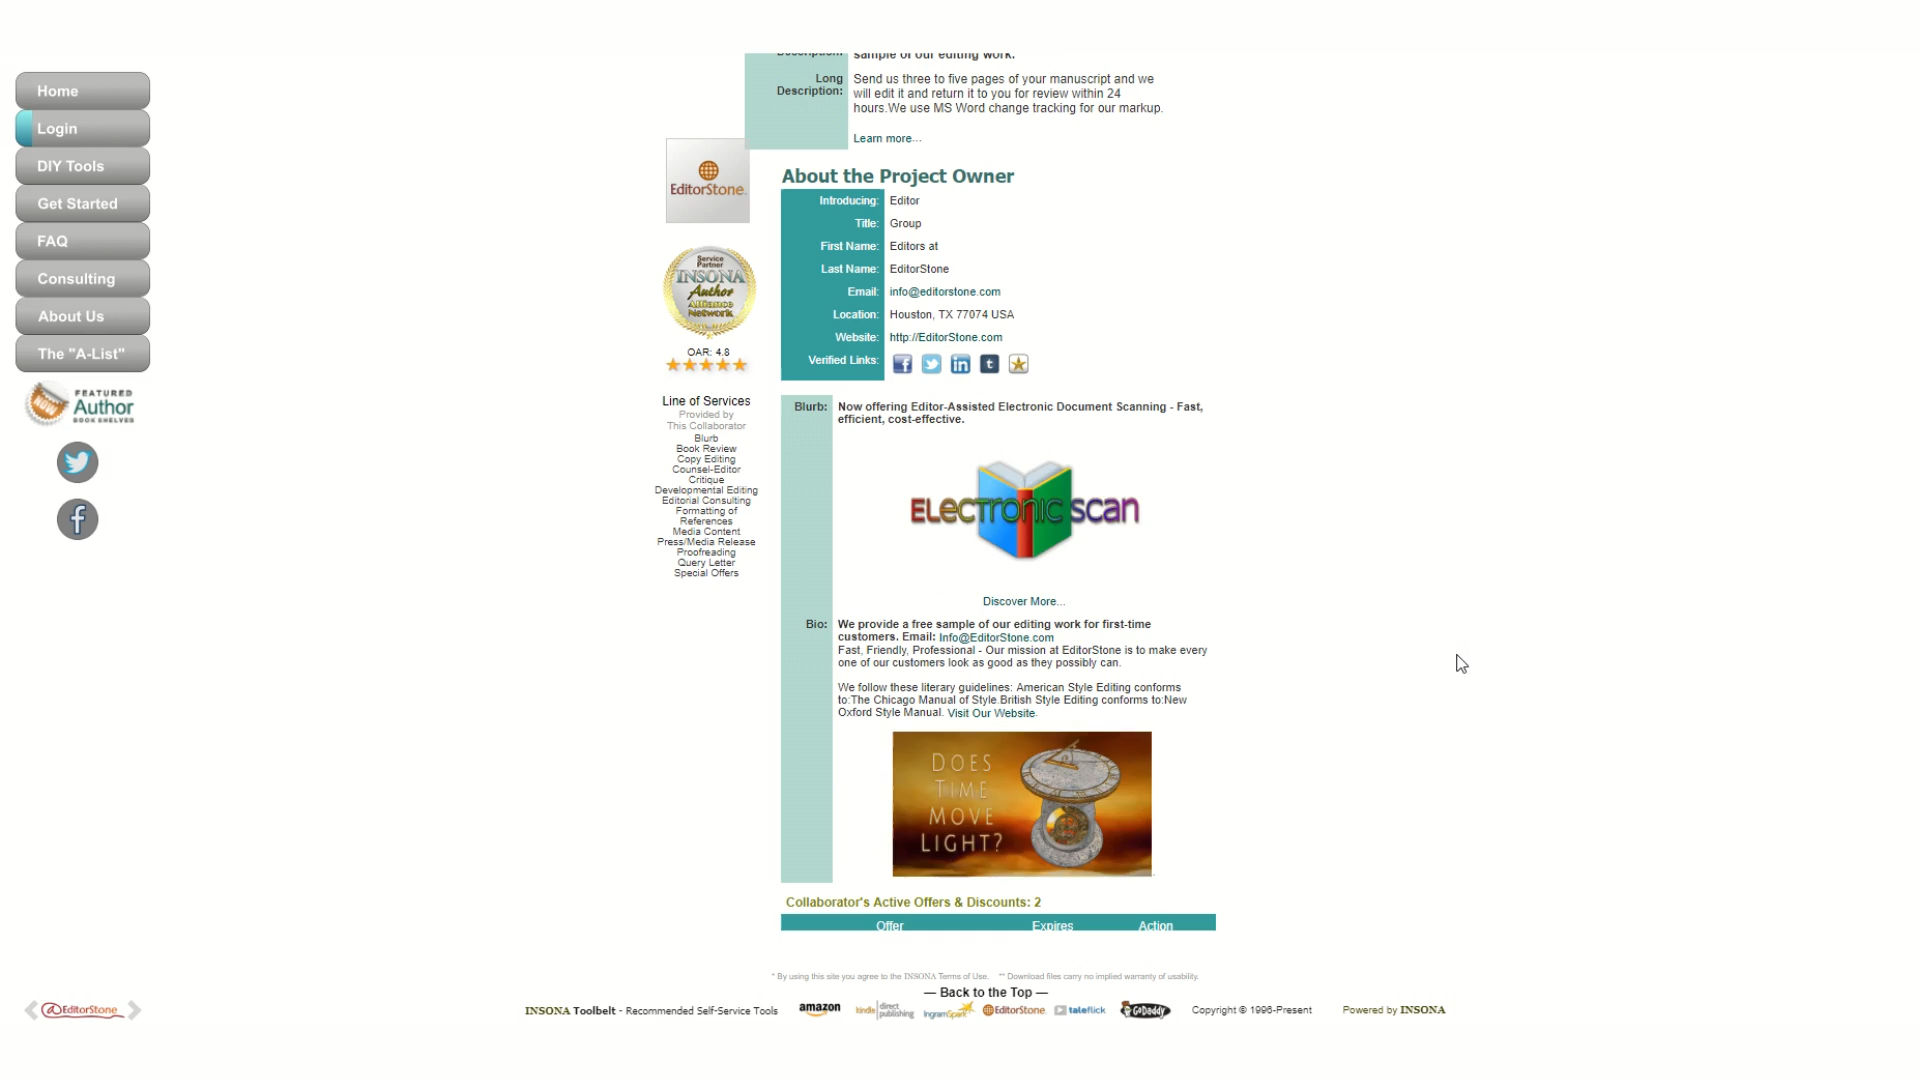 Home
Login
DIY Tools
Get Started
FAQ
Consulting
About Us
The "A-List"
FEATURED
Author
BOOK SHELVES
NOW
EditorStone
Description:
sample of our editing work.
Long
Description:
Send us three to five pages of your manuscript and we
will edit it and return it to you for review within 24
hours.We use MS Word change tracking for our markup.
Learn more...
EditorStone.
Service
Partner
INSONA
Author
Alliance
Network
OAR: 4.8
Line of Services
Provided by
This Collaborator
Blurb
Book Review
Copy Editing
Counsel-Editor
Critique
Developmental Editing
Editorial Consulting
Formatting of
References
Media Content
Press/Media Release
Proofreading
Query Letter
Special Offers
About the Project Owner
Introducing: Editor
Title: Group
First Name: Editors at
Last Name: EditorStone
Email: info@editorstone.com
Location: Houston, TX 77074 USA
Website: http://EditorStone.com
Verified Links:
Blurb: Now offering Editor-Assisted Electronic Document Scanning - Fast,
efficient, cost-effective.
ELECTRONIC SCAN
Discover More...
Bio: We provide a free sample of our editing work for first-time
customers. Email: Info@EditorStone.com
Fast, Friendly, Professional - Our mission at EditorStone is to make every
one of our customers look as good as they possibly can.
We follow these literary guidelines: American Style Editing conforms
to:The Chicago Manual of Style.British Style Editing conforms to:New
Oxford Style Manual. Visit Our Website.
DOES
TIME
MOVE
LIGHT?
Collaborator's Active Offers & Discounts: 2
Offer Expires Action
* By using this site you agree to the INSONA Terms of Use. ** Download files carry no implied warranty of usability.
— Back to the Top —
INSONA Toolbelt - Recommended Self-Service Tools amazon kindle direct publishing IngramSpark EditorStone. taleflick GoDaddy Copyright © 1996-Present Powered by INSONA